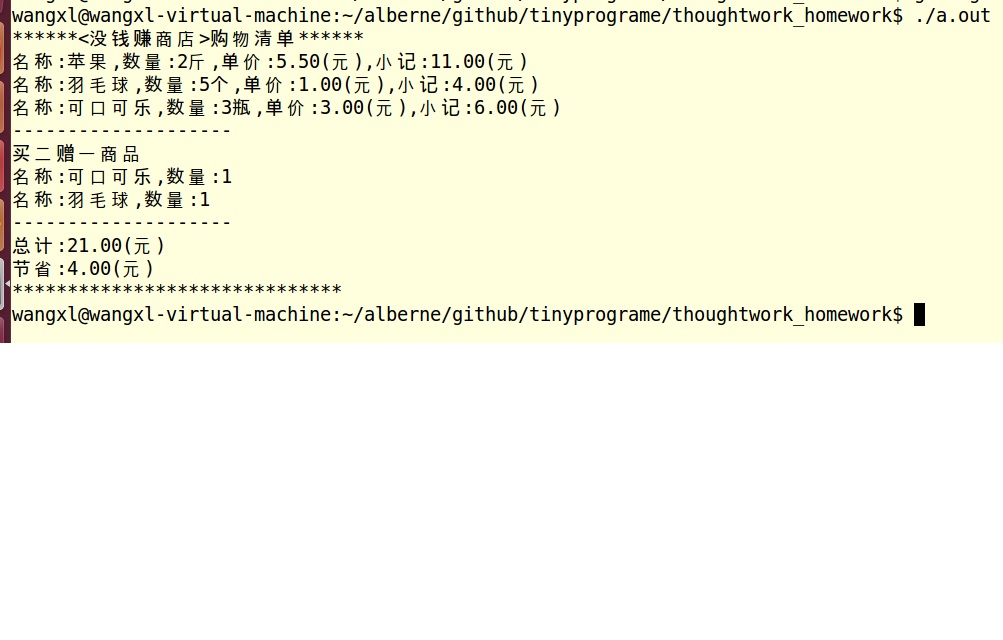 wangxl@wangxl-virtual-machine:~/alberne/github/tinyprograme/thoughtwork_homework$ ./a.out
******<没钱赚商店>购物清单******
名称:苹果,数量:2斤,单价:5.50(元),小记:11.00(元)
名称:羽毛球,数量:5个,单价:1.00(元),小记:4.00(元)
名称:可口可乐,数量:3瓶,单价:3.00(元),小记:6.00(元)
--------------------
买二赠一商品
名称:可口可乐,数量:1
名称:羽毛球,数量:1
--------------------
总计:21.00(元)
节省:4.00(元)
******************************
wangxl@wangxl-virtual-machine:~/alberne/github/tinyprograme/thoughtwork_homework$